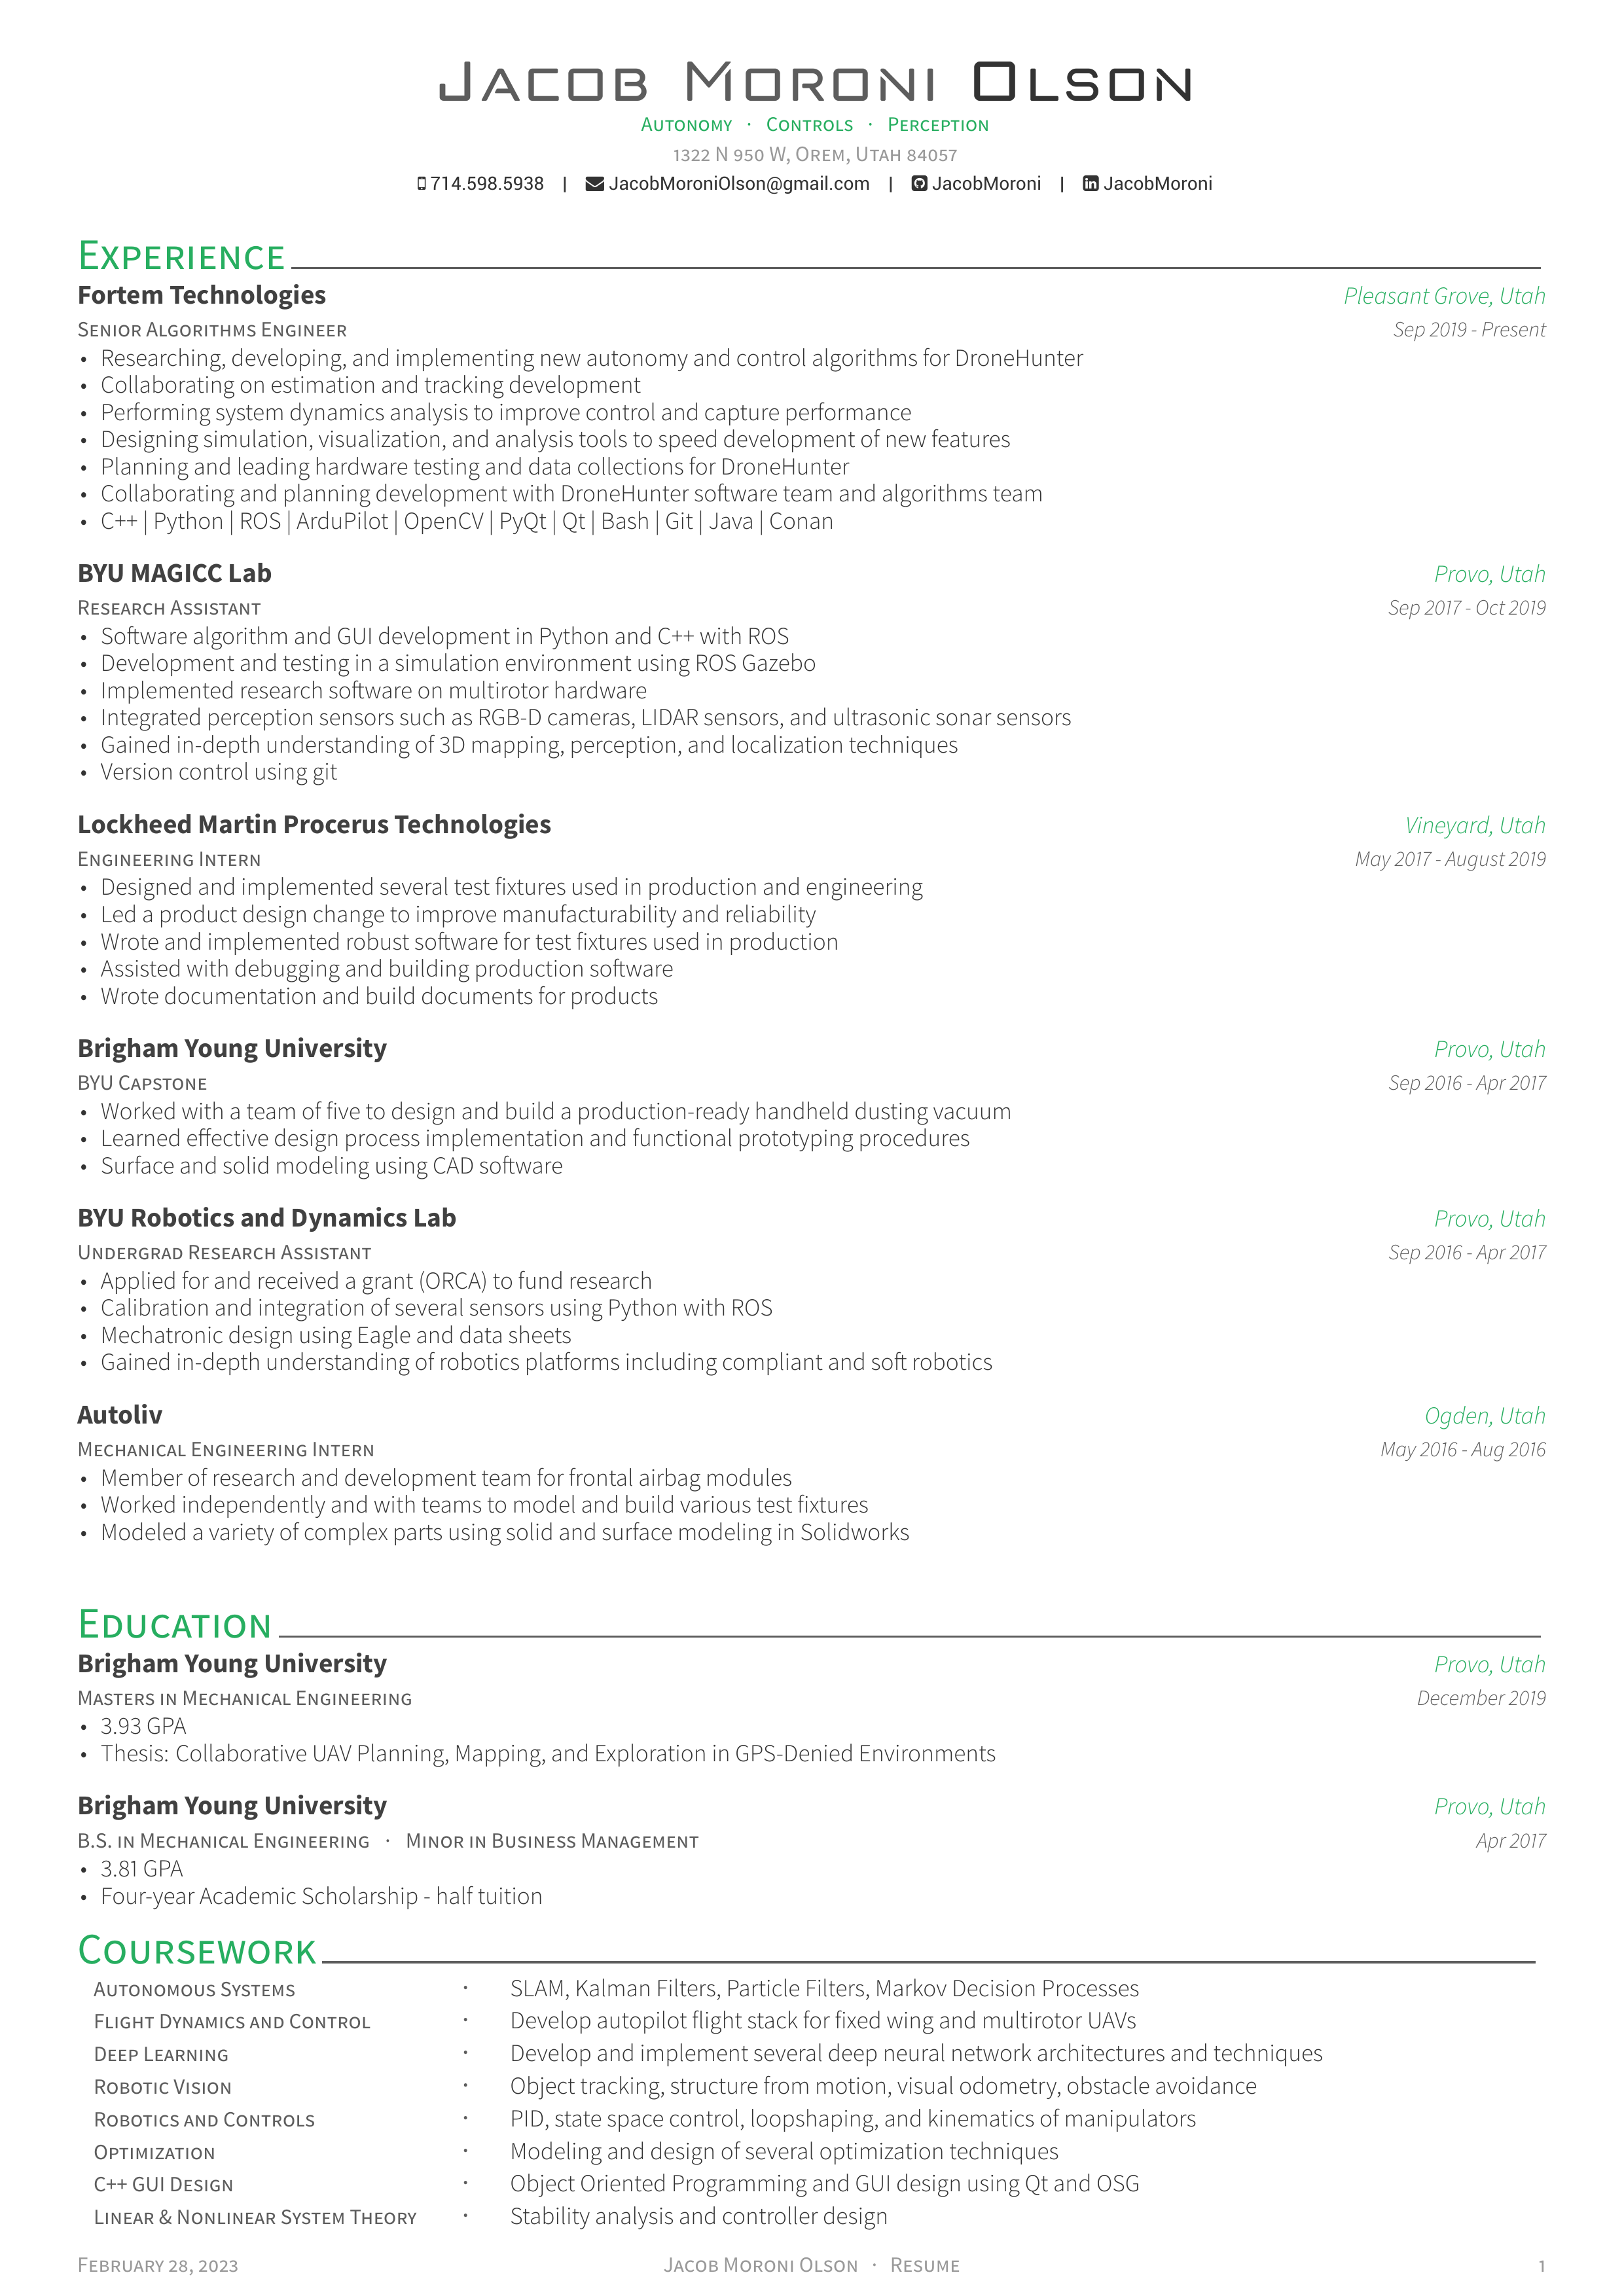 Jacob Moroni Olson
Autonomy · Controls · Perception
1322 N 950 W, Orem, Utah 84057
714.598.5938 | JacobMoroniOlson@gmail.com | JacobMoroni | JacobMoroni
Experience
Fortem Technologies Pleasant Grove, Utah
Senior Algorithms Engineer Sep 2019 - Present
• Researching, developing, and implementing new autonomy and control algorithms for DroneHunter
• Collaborating on estimation and tracking development
• Performing system dynamics analysis to improve control and capture performance
• Designing simulation, visualization, and analysis tools to speed development of new features
• Planning and leading hardware testing and data collections for DroneHunter
• Collaborating and planning development with DroneHunter software team and algorithms team
• C++ | Python | ROS | ArduPilot | OpenCV | PyQt | Qt | Bash | Git | Java | Conan
BYU MAGICC Lab Provo, Utah
Research Assistant Sep 2017 - Oct 2019
• Software algorithm and GUI development in Python and C++ with ROS
• Development and testing in a simulation environment using ROS Gazebo
• Implemented research software on multirotor hardware
• Integrated perception sensors such as RGB-D cameras, LIDAR sensors, and ultrasonic sonar sensors
• Gained in-depth understanding of 3D mapping, perception, and localization techniques
• Version control using git
Lockheed Martin Procerus Technologies Vineyard, Utah
Engineering Intern May 2017 - August 2019
• Designed and implemented several test fixtures used in production and engineering
• Led a product design change to improve manufacturability and reliability
• Wrote and implemented robust software for test fixtures used in production
• Assisted with debugging and building production software
• Wrote documentation and build documents for products
Brigham Young University Provo, Utah
BYU Capstone Sep 2016 - Apr 2017
• Worked with a team of five to design and build a production-ready handheld dusting vacuum
• Learned effective design process implementation and functional prototyping procedures
• Surface and solid modeling using CAD software
BYU Robotics and Dynamics Lab Provo, Utah
Undergrad Research Assistant Sep 2016 - Apr 2017
• Applied for and received a grant (ORCA) to fund research
• Calibration and integration of several sensors using Python with ROS
• Mechatronic design using Eagle and data sheets
• Gained in-depth understanding of robotics platforms including compliant and soft robotics
Autoliv Ogden, Utah
Mechanical Engineering Intern May 2016 - Aug 2016
• Member of research and development team for frontal airbag modules
• Worked independently and with teams to model and build various test fixtures
• Modeled a variety of complex parts using solid and surface modeling in Solidworks
Education
Brigham Young University Provo, Utah
Masters in Mechanical Engineering December 2019
• 3.93 GPA
• Thesis: Collaborative UAV Planning, Mapping, and Exploration in GPS-Denied Environments
Brigham Young University Provo, Utah
B.S. in Mechanical Engineering · Minor in Business Management Apr 2017
• 3.81 GPA
• Four-year Academic Scholarship - half tuition
Coursework
Autonomous Systems · SLAM, Kalman Filters, Particle Filters, Markov Decision Processes
Flight Dynamics and Control · Develop autopilot flight stack for fixed wing and multirotor UAVs
Deep Learning · Develop and implement several deep neural network architectures and techniques
Robotic Vision · Object tracking, structure from motion, visual odometry, obstacle avoidance
Robotics and Controls · PID, state space control, loopshaping, and kinematics of manipulators
Optimization · Modeling and design of several optimization techniques
C++ GUI Design · Object Oriented Programming and GUI design using Qt and OSG
Linear & Nonlinear System Theory · Stability analysis and controller design
February 28, 2023 Jacob Moroni Olson · Resume 1